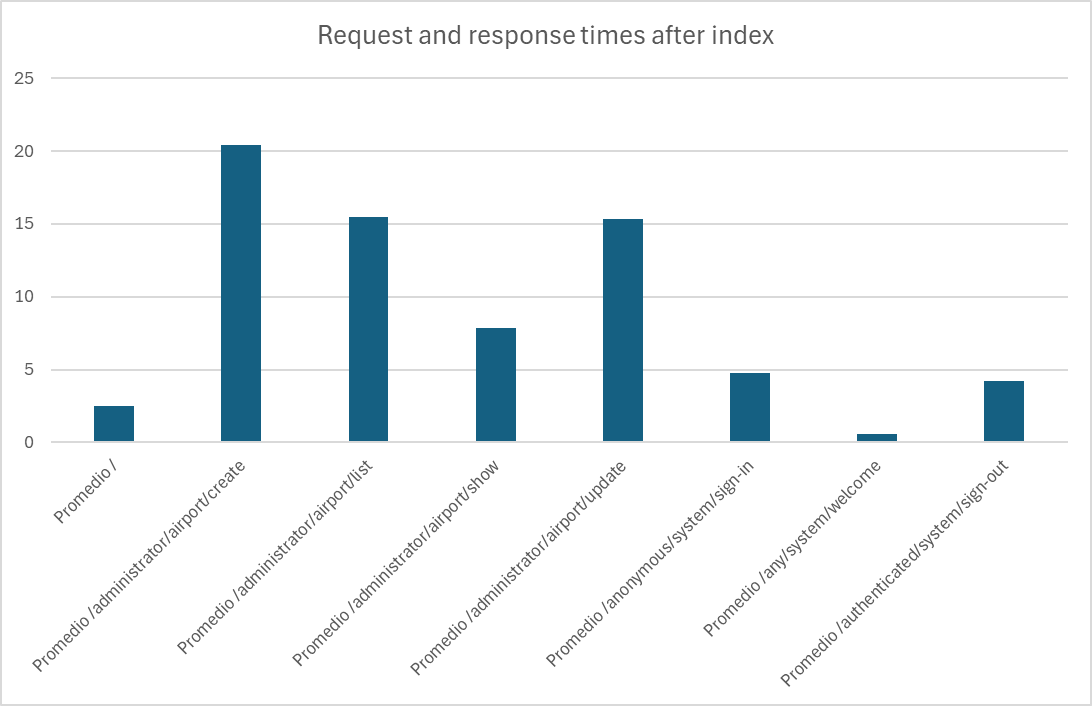 Request and response times after index
25
20
15
10
5
0
Promedio /
Promedio /administrator/airport/create
Promedio /administrator/airport/list
Promedio /administrator/airport/show
Promedio /administrator/airport/update
Promedio /anonymous/system/sign-in
Promedio /any/system/welcome
Promedio /authenticated/system/sign-out